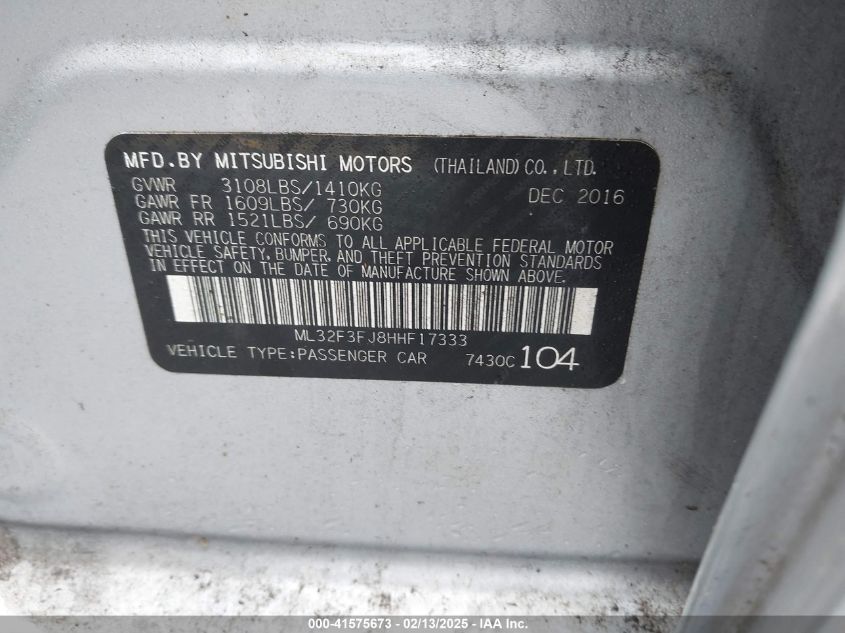 MFD.BY MITSUBISHI MOTORS (THAILAND) CO., LTD.
GVWR 3108LBS/1410KG DEC 2016
GAWR FR 1609LBS/ 730KG
GAWR RR 1521LBS/ 690KG
THIS VEHICLE CONFORMS TO ALL APPLICABLE FEDERAL MOTOR
VEHICLE SAFETY, BUMPER, AND THEFT PREVENTION STANDARDS
IN EFFECT ON THE DATE OF MANUFACTURE SHOWN ABOVE.
ML32F3FJ8HHF17333
VEHICLE TYPE:PASSENGER CAR 7430C 104
000-41575673 - 02/13/2025 - IAA Inc.